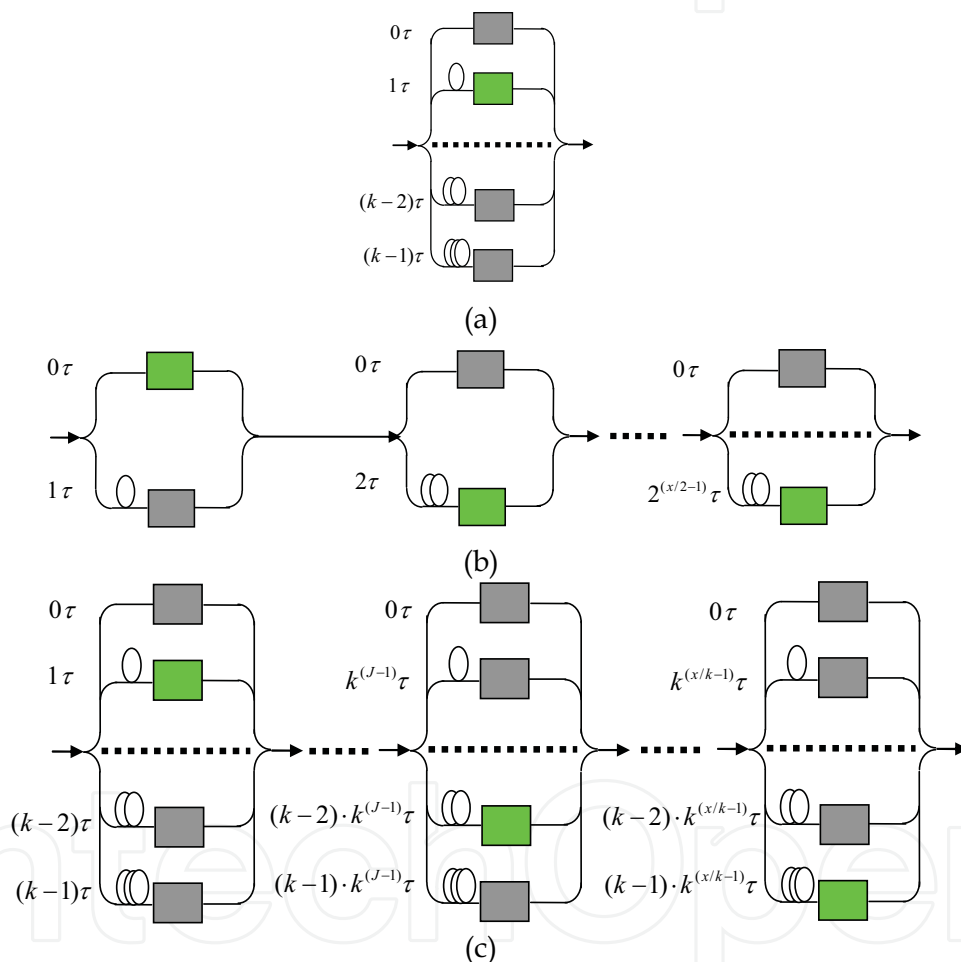 0τ
1τ
(k−2)τ
(k−1)τ
(a)
0τ 0τ 0τ
1τ 2τ 2^(x/2−1)τ
(b)
0τ 0τ 0τ
1τ k^(J−1)τ k^(x/k−1)τ
(k−2)τ (k−2)·k^(J−1)τ (k−2)·k^(x/k−1)τ
(k−1)τ (k−1)·k^(J−1)τ (k−1)·k^(x/k−1)τ
ntechOpen
(c)